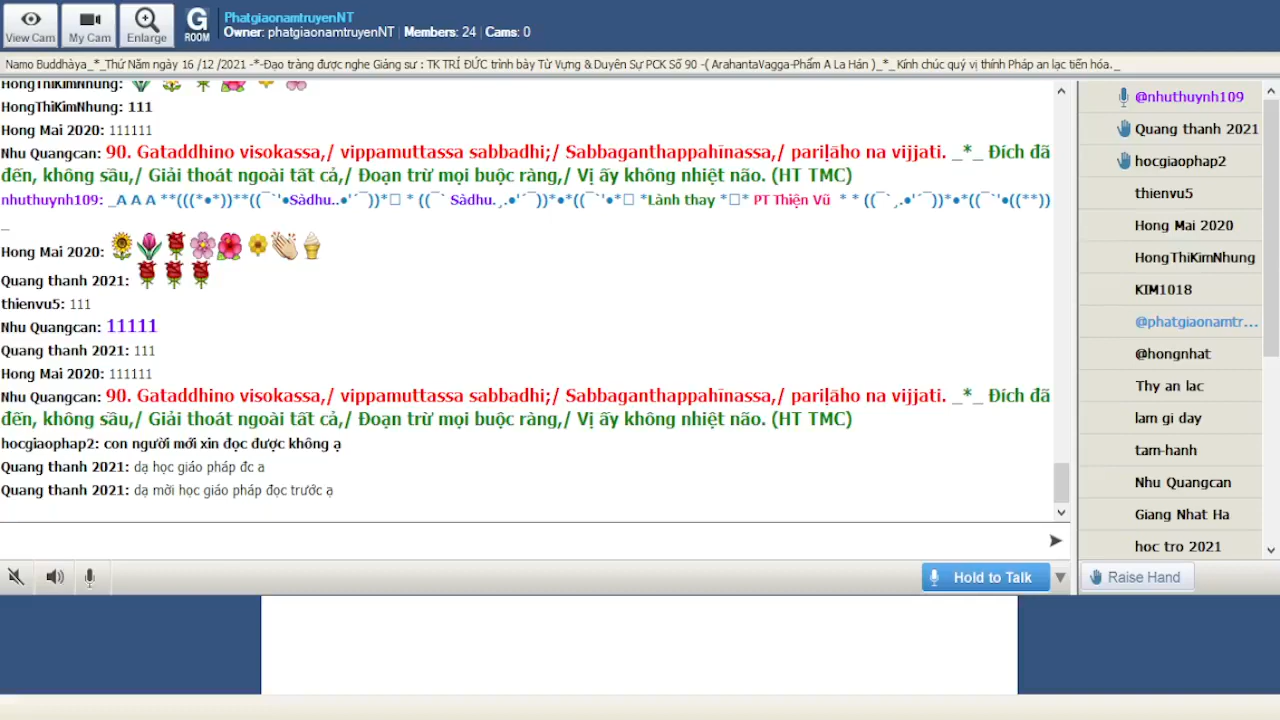 View Cam
My Cam
Enlarge
G
ROOM
PhatgiaonamtruyenNT
Owner: phatgiaonamtruyenNT | Members: 24 | Cams: 0
Namo Buddhàya_*_Thứ Năm ngày 16 /12 /2021 -*-Đạo tràng được nghe Giảng sư : TK TRÍ ĐỨC trình bày Từ Vựng & Duyên Sự PCK Số 90 -( ArahantaVagga-Phẩm A La Hán )_*_ Kính chúc quý vị thính Pháp an lạc tiến hóa._
HongThiKimNhung:
HongThiKimNhung: 111
Hong Mai 2020: 111111
Nhu Quangcan: 90. Gataddhino visokassa,/ vippamuttassa sabbadhi;/ Sabbaganthappahīnassa,/ pariḷāho na vijjati. _*_ Đích đã
đến, không sầu,/ Giải thoát ngoài tất cả,/ Đoạn trừ mọi buộc ràng,/ Vị ấy không nhiệt não. (HT TMC)
nhuthuynh109: _A A A **(((*●*))**((¯`'●Sàdhu..●'´¯))*□ * ((¯` Sàdhu.¸.●'´¯))*●*((¯`'●*□ *Lành thay *□* PT Thiện Vũ * * ((¯`¸.●'´¯))*●*((¯`'●((**))
_
Hong Mai 2020:
Quang thanh 2021:
thienvu5: 111
Nhu Quangcan: 11111
Quang thanh 2021: 111
Hong Mai 2020: 111111
Nhu Quangcan: 90. Gataddhino visokassa,/ vippamuttassa sabbadhi;/ Sabbaganthappahīnassa,/ pariḷāho na vijjati. _*_ Đích đã
đến, không sầu,/ Giải thoát ngoài tất cả,/ Đoạn trừ mọi buộc ràng,/ Vị ấy không nhiệt não. (HT TMC)
hocgiaophap2: con người mới xin đọc được không ạ
Quang thanh 2021: dạ học giáo pháp đc a
Quang thanh 2021: dạ mời học giáo pháp đọc trước ạ
Hold to Talk
@nhuthuynh109
Quang thanh 2021
hocgiaophap2
thienvu5
Hong Mai 2020
HongThiKimNhung
KIM1018
@phatgiaonamtr...
@hongnhat
Thy an lac
lam gi day
tam-hanh
Nhu Quangcan
Giang Nhat Ha
hoc tro 2021
Raise Hand